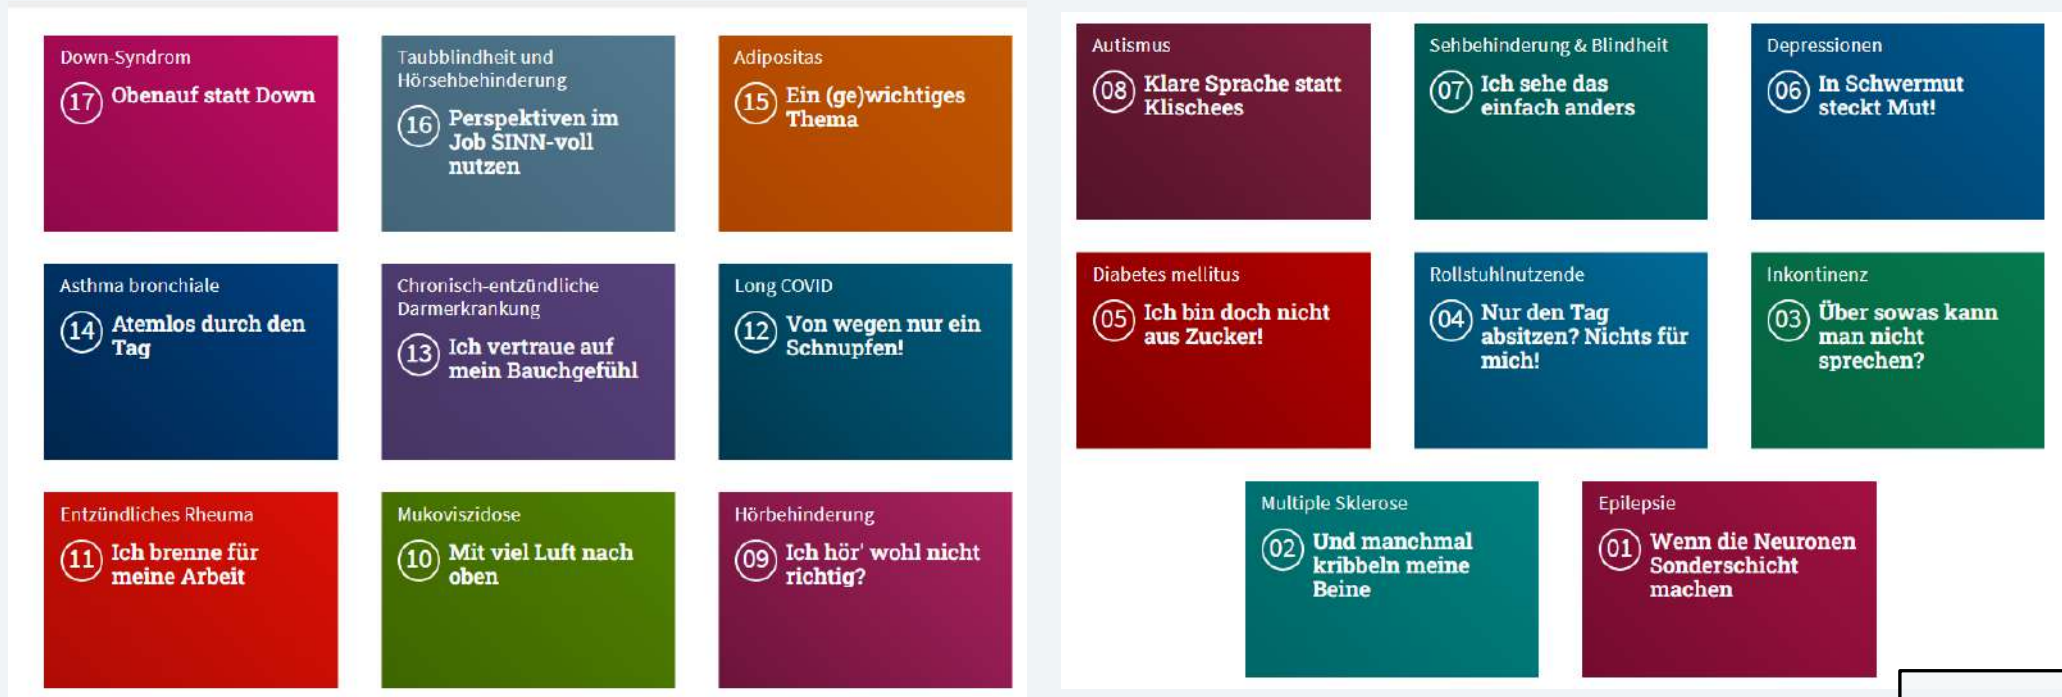 Down-Syndrom
17 Obenauf statt Down
Taubblindheit und
Hörsehbehinderung
16 Perspektiven im
Job SINN-voll
nutzen
Adipositas
15 Ein (ge)wichtiges
Thema
Asthma bronchiale
14 Atemlos durch den
Tag
Chronisch-entzündliche
Darmerkrankung
13 Ich vertraue auf
mein Bauchgefühl
Long COVID
12 Von wegen nur ein
Schnupfen!
Entzündliches Rheuma
11 Ich brenne für
meine Arbeit
Mukoviszidose
10 Mit viel Luft nach
oben
Hörbehinderung
09 Ich hör' wohl nicht
richtig?
Autismus
08 Klare Sprache statt
Klischees
Sehbehinderung & Blindheit
07 Ich sehe das
einfach anders
Depressionen
06 In Schwermut
steckt Mut!
Diabetes mellitus
05 Ich bin doch nicht
aus Zucker!
Rollstuhlnutzende
04 Nur den Tag
absitzen? Nichts für
mich!
Inkontinenz
03 Über sowas kann
man nicht
sprechen?
Multiple Sklerose
02 Und manchmal
kribbeln meine
Beine
Epilepsie
01 Wenn die Neuronen
Sonderschicht
machen